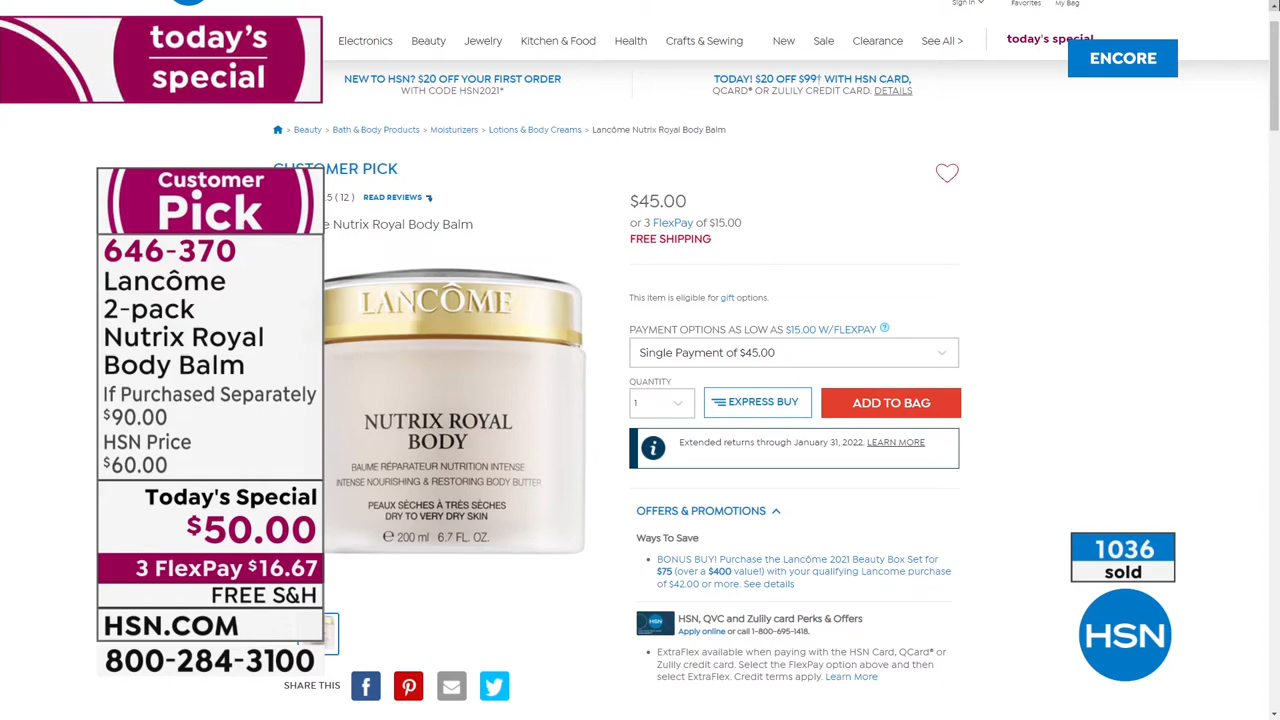 Sign In
Favorites
My Bag
today's
special
Electronics
Beauty
Jewelry
Kitchen & Food
Health
Crafts & Sewing
New
Sale
Clearance
See All >
today's special
ENCORE
NEW TO HSN? $20 OFF YOUR FIRST ORDER
WITH CODE HSN2021*
TODAY! $20 OFF $99† WITH HSN CARD,
QCARD® OR ZULILY CREDIT CARD. DETAILS
> Beauty > Bath & Body Products > Moisturizers > Lotions & Body Creams > Lancôme Nutrix Royal Body Balm
CUSTOMER PICK
.5 ( 12 ) READ REVIEWS
e Nutrix Royal Body Balm
Customer
Pick
646-370
Lancôme
2-pack
Nutrix Royal
Body Balm
If Purchased Separately
$90.00
HSN Price
$60.00
Today's Special
$50.00
3 FlexPay $16.67
FREE S&H
HSN.COM
800-284-3100
LANCÔME
NUTRIX ROYAL
BODY
BAUME RÉPARATEUR NUTRITION INTENSE
INTENSE NOURISHING & RESTORING BODY BUTTER
PEAUX SÈCHES À TRÈS SÈCHES
DRY TO VERY DRY SKIN
℮ 200 ml 6.7 FL. OZ.
SHARE THIS
$45.00
or 3 FlexPay of $15.00
FREE SHIPPING
This item is eligible for gift options.
PAYMENT OPTIONS AS LOW AS $15.00 W/FLEXPAY ?
Single Payment of $45.00
QUANTITY
1
EXPRESS BUY
ADD TO BAG
Extended returns through January 31, 2022. LEARN MORE
OFFERS & PROMOTIONS
Ways To Save
• BONUS BUY! Purchase the Lancôme 2021 Beauty Box Set for
$75 (over a $400 value!) with your qualifying Lancome purchase
of $42.00 or more. See details
HSN, QVC and Zulily card Perks & Offers
Apply online or call 1-800-695-1418.
• ExtraFlex available when paying with the HSN Card, QCard® or
Zulily credit card. Select the FlexPay option above and then
select ExtraFlex. Credit terms apply. Learn More
1036
sold
HSN